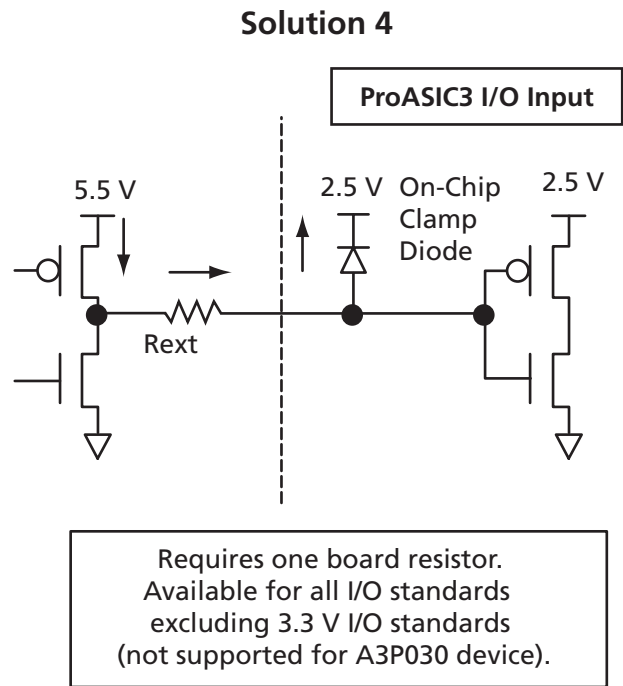 Solution 4
ProASIC3 I/O Input
5.5 V
2.5 V
On-Chip
Clamp
Diode
2.5 V
Rext
Requires one board resistor.
Available for all I/O standards
excluding 3.3 V I/O standards
(not supported for A3P030 device).